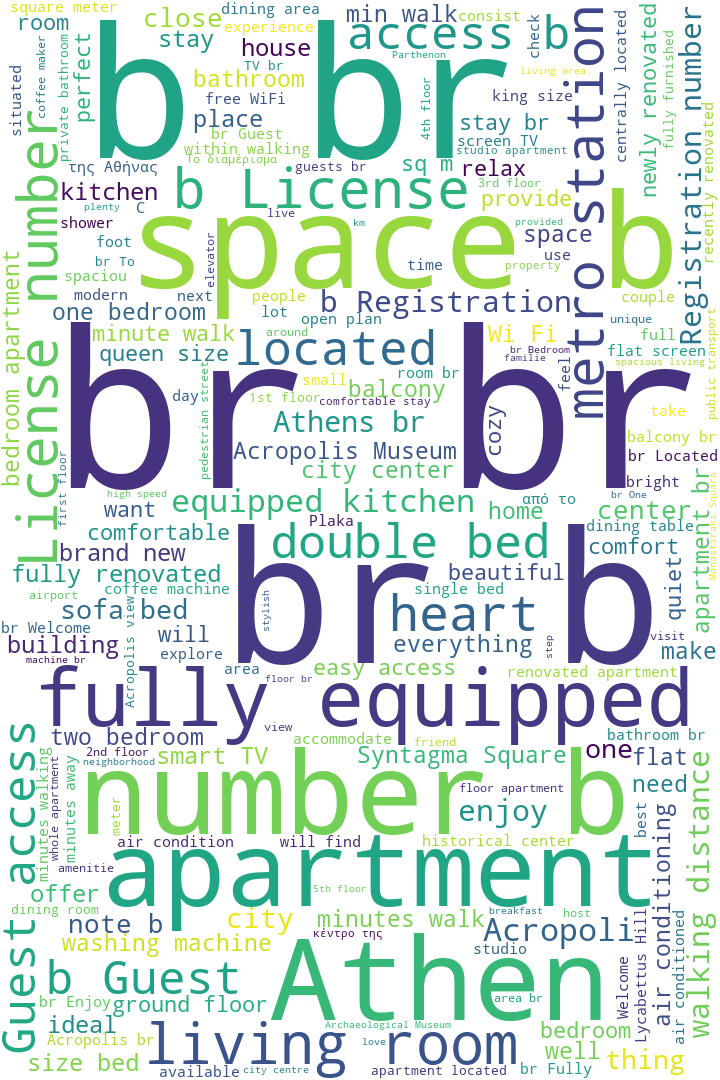 square meter
dining area
min walk
consist
room
close
experience
access b
stay
house
check
TV br
Parthenon
living area
b br
perfect
private bathroom
coffee maker
situated
bathroom
free WiFi
king size
4th floor
place
stay br
metro station
centrally located
newly renovated
fully furnished
Registration number
recently renovated
br Guest
screen TV
within walking
studio apartment
Το διαμέρισμα
της Αθήνας
guests br
sq m
relax
kitchen
b License
3rd floor
provide
plenty
C
live
km
provided
shower
space b
space
foot
elevator
time
use
br To
property
spaciou
modern
next
people
b Registration
couple
one bedroom
lot
open plan
unique
License number
bedroom apartment
minute walk
located
Wi Fi
full
queen size
around
br Bedroom
flat screen
room br
familie
spacious living
public transport
small
balcony
feel
day
1st floor
comfortable stay
pedestrian street
br br
Athens br
cozy
take
Acropolis Museum
balcony br
city center
br Located
first floor
high speed
equipped kitchen
home
bright
br One
want
από το
center
Monastiraki Square
Plaka
comfortable
double bed
dining table
brand new
comfort
apartment br
fully renovated
coffee machine
beautiful
quiet
airport
single bed
sofa bed
br b
heart
stylish
br Welcome
will
building
explore
everything
step
visit
make
machine br
Acropolis view
area
easy access
renovated apartment
floor br
fully equipped
view
two bedroom
accommodate
friend
bathroom br
2nd floor
smart TV
Syntagma Square
one
flat
neighborhood
Guest access
minutes walking
whole apartment
minutes away
number b
floor apartment
need
meter
enjoy
air condition
will find
historical center
best
air conditioning
Walking distance
amenitie
apartment
5th floor
offer
dining room
breakfast
host
note b
city
minutes walk
Acropoli
washing machine
κέντρο της
studio
Lycabettus Hill
air conditioned
b Guest
Athen
Welcome
br Enjoy
ground floor
area br
ideal
Archaeological Museum
bedroom
Acropolis br
living room
love
well
thing
size bed
available
city centre
apartment located
br Fully